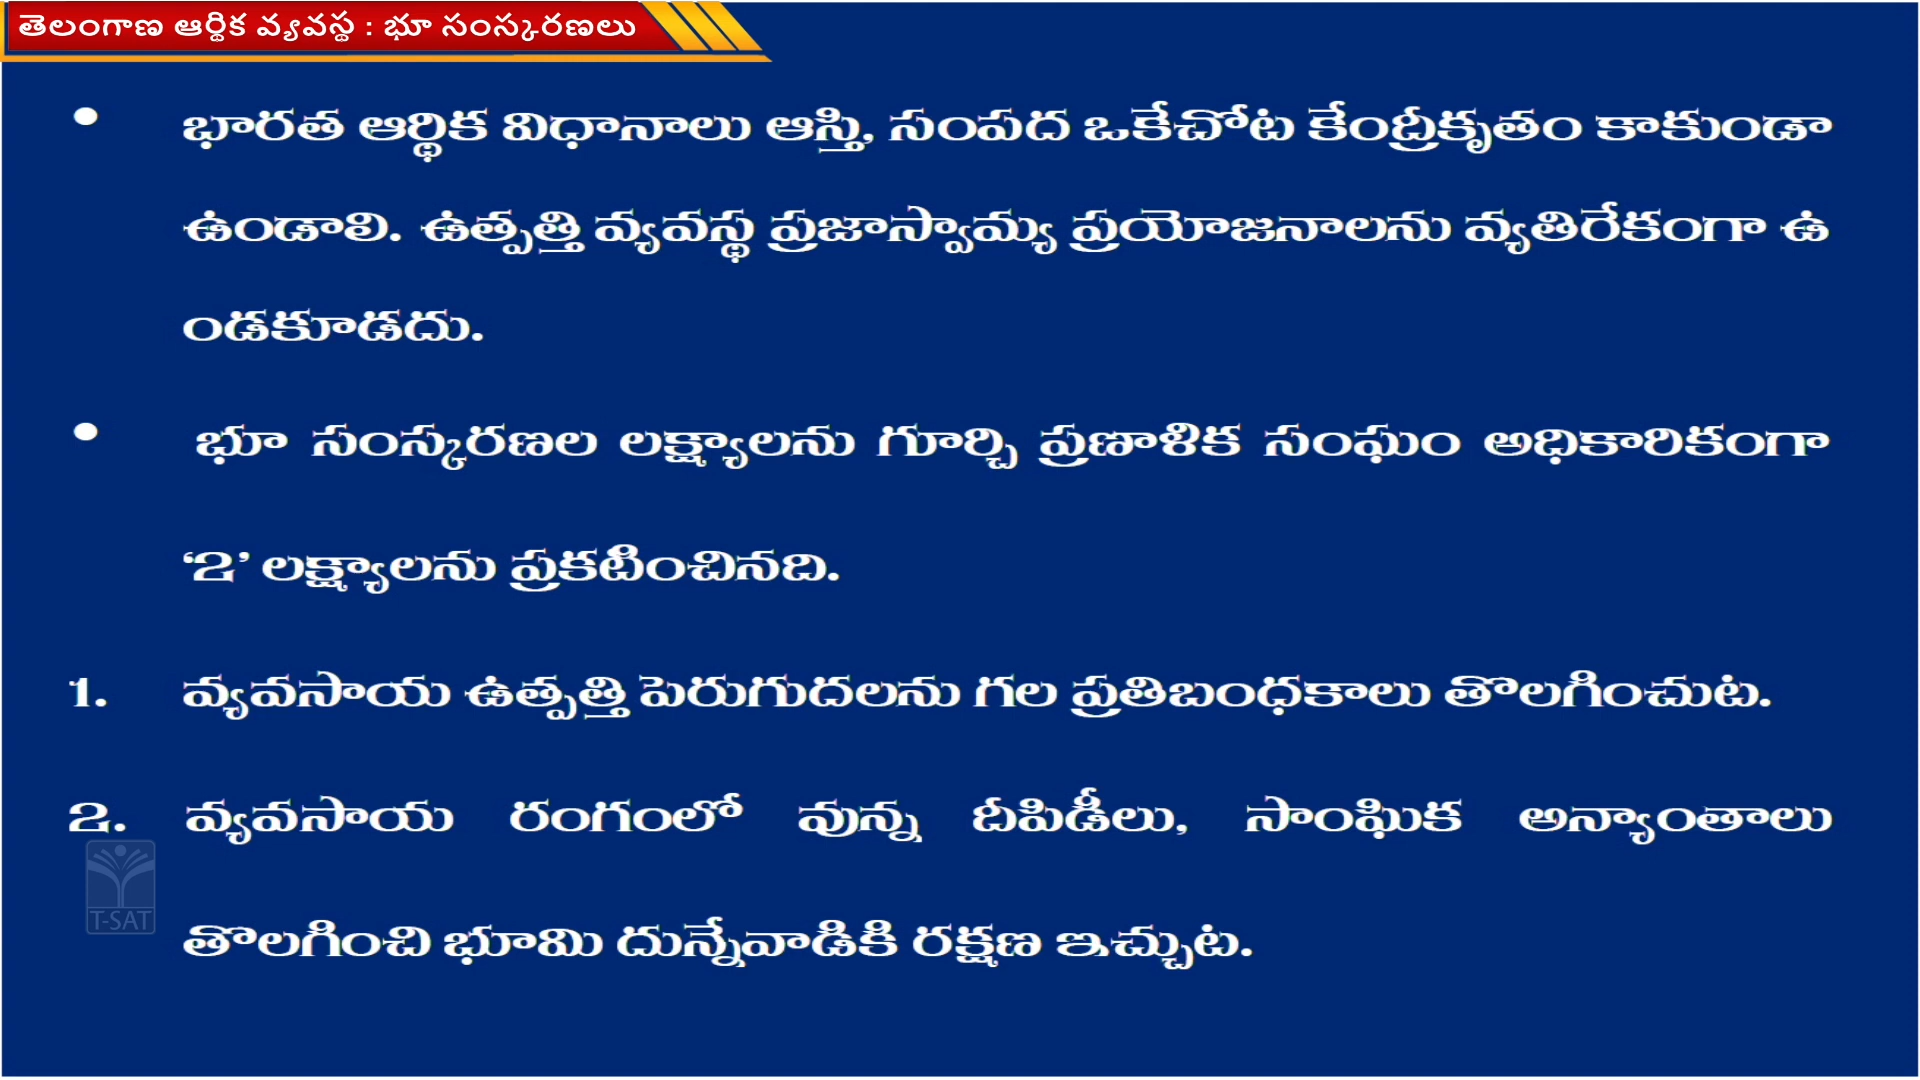 తెలంగాణ ఆర్థిక వ్యవస్థ : భూ సంస్కరణలు
• భారత ఆర్థిక విధానాలు ఆస్తి, సంపద ఒకేచోట కేంద్రీకృతం కాకుండా
ఉండాలి. ఉత్పత్తి వ్యవస్థ ప్రజాస్వామ్య ప్రయోజనాలను వ్యతిరేకంగా ఉ
ండకూడదు.
• భూ సంస్కరణల లక్ష్యాలను గూర్చి ప్రణాళిక సంఘం అధికారికంగా
‘2’ లక్ష్యాలను ప్రకటించినది.
1. వ్యవసాయ ఉత్పత్తి పెరుగుదలను గల ప్రతిబంధకాలు తొలగించుట.
2. వ్యవసాయ రంగంలో వున్న దీపిడీలు, సాంఘిక అన్యాంతాలు
T-SAT
తొలగించి భూమి దున్నేవాడికి రక్షణ ఇచ్చుట.